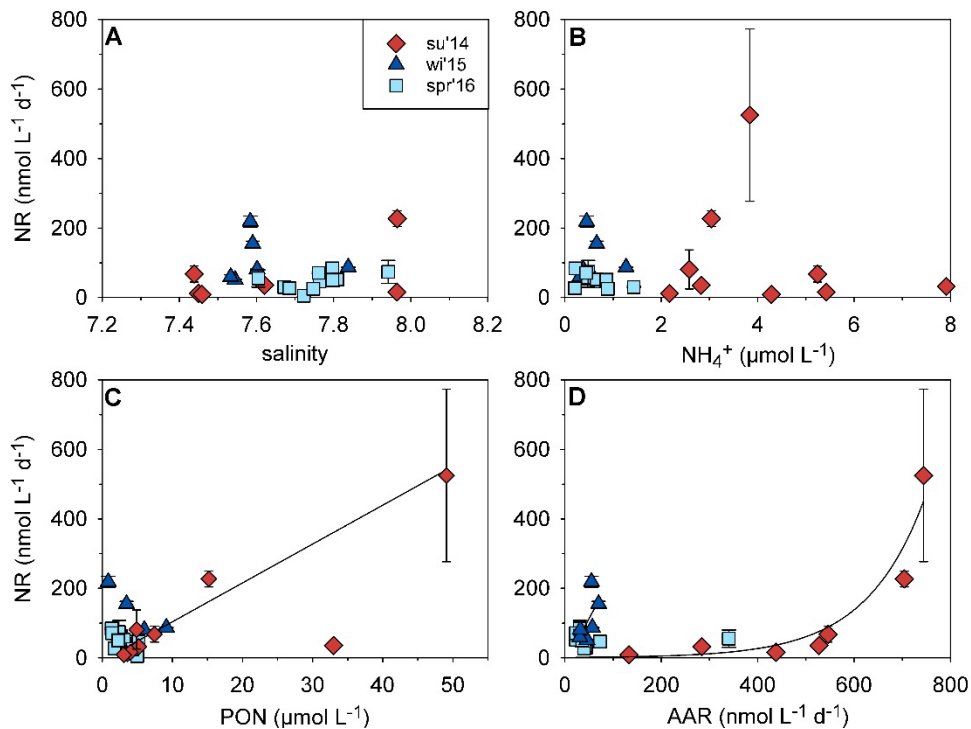 A
su'14
wi'15
spr'16
NR (nmol L⁻¹ d⁻¹)
800
600
400
200
0
7.2 7.4 7.6 7.8 8.0 8.2
salinity
B
800
600
400
200
0
0 2 4 6 8
NH₄⁺ (µmol L⁻¹)
C
NR (nmol L⁻¹ d⁻¹)
800
600
400
200
0
0 10 20 30 40 50
PON (µmol L⁻¹)
D
800
600
400
200
0
0 200 400 600 800
AAR (nmol L⁻¹ d⁻¹)